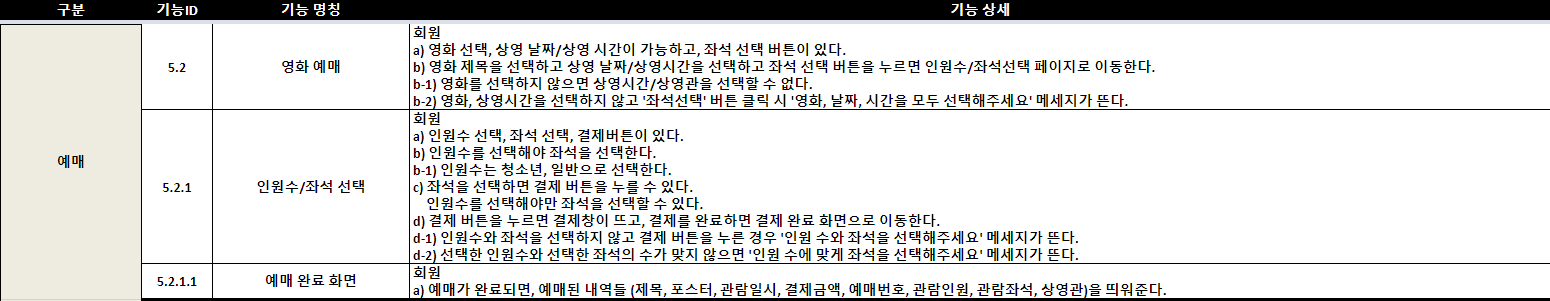 구분 기능ID 기능 명칭 기능 상세
예매
5.2 영화 예매
회원
a) 영화 선택, 상영 날짜/상영 시간이 가능하고, 좌석 선택 버튼이 있다.
b) 영화 제목을 선택하고 상영 날짜/상영시간을 선택하고 좌석 선택 버튼을 누르면 인원수/좌석선택 페이지로 이동한다.
b-1) 영화를 선택하지 않으면 상영시간/상영관을 선택할 수 없다.
b-2) 영화, 상영시간을 선택하지 않고 '좌석선택' 버튼 클릭 시 '영화, 날짜, 시간을 모두 선택해주세요' 메세지가 뜬다.
5.2.1 인원수/좌석 선택
회원
a) 인원수 선택, 좌석 선택, 결제버튼이 있다.
b) 인원수를 선택해야 좌석을 선택한다.
b-1) 인원수는 청소년, 일반으로 선택한다.
c) 좌석을 선택하면 결제 버튼을 누를 수 있다.
인원수를 선택해야만 좌석을 선택할 수 있다.
d) 결제 버튼을 누르면 결제창이 뜨고, 결제를 완료하면 결제 완료 화면으로 이동한다.
d-1) 인원수와 좌석을 선택하지 않고 결제 버튼을 누른 경우 '인원 수와 좌석을 선택해주세요' 메세지가 뜬다.
d-2) 선택한 인원수와 선택한 좌석의 수가 맞지 않으면 '인원 수에 맞게 좌석을 선택해주세요' 메세지가 뜬다.
5.2.1.1 예매 완료 화면
회원
a) 예매가 완료되면, 예매된 내역들 (제목, 포스터, 관람일시, 결제금액, 예매번호, 관람인원, 관람좌석, 상영관)을 띄워준다.